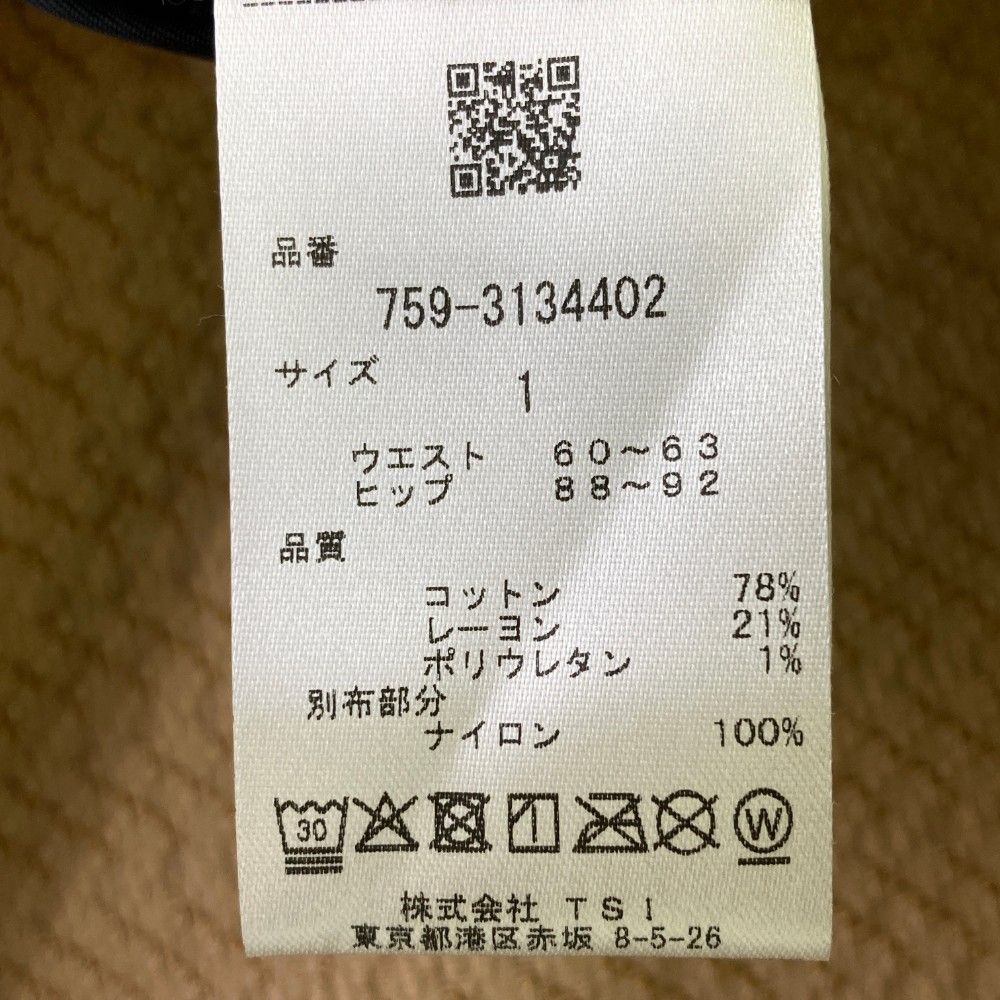 品番
759-3134402
サイズ
1
ウエスト 60~63
ヒップ 88~92
品質
コットン 78%
レーヨン 21%
ポリウレタン 1%
別布部分
ナイロン 100%
30
W
株式会社 TSI
東京都港区赤坂 8-5-26